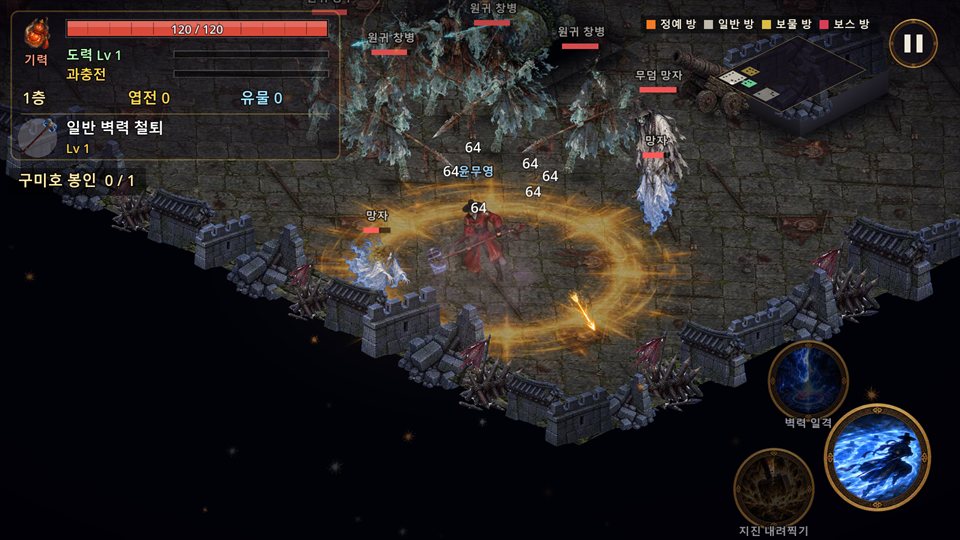 기력
120 / 120
도력 Lv 1
과충전
1층
엽전 0
유물 0
일반 벽력 철퇴
Lv 1
구미호 봉인 0 / 1
정예 방
일반 방
보물 방
보스 방
원귀 창병
원귀 창병
원귀 창병
무덤 망자
망자
64
64
64
윤무영
64
64
64
망자
벽력 일격
지진 내려찍기